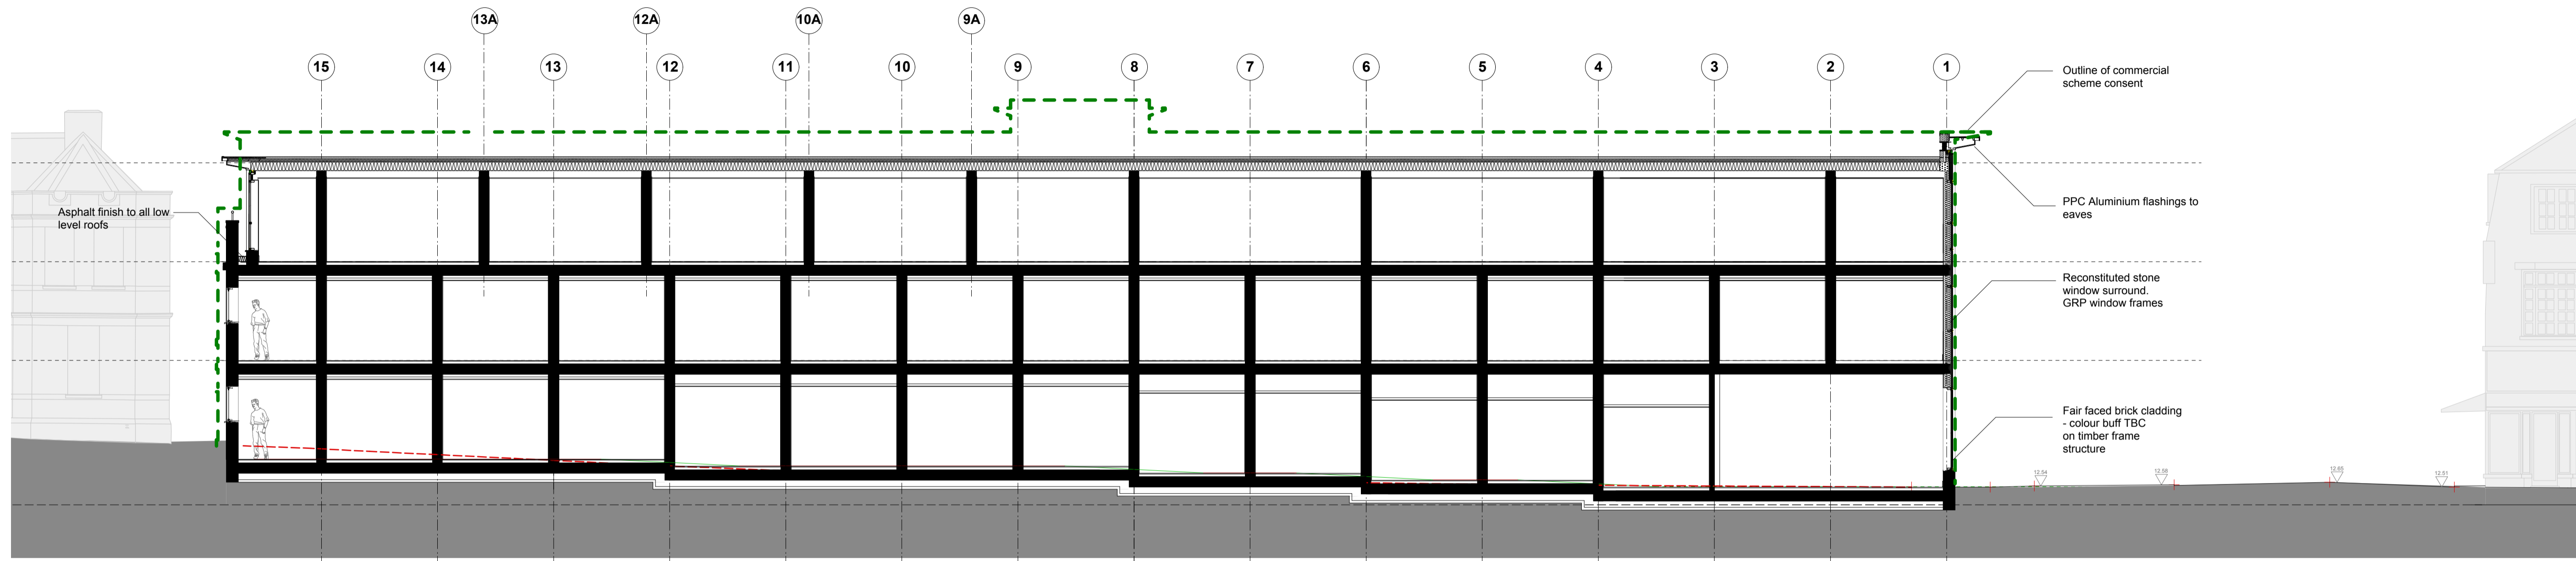 13A
12A
10A
9A
15
14
13
12
11
10
9
8
7
6
5
4
3
2
1
Outline of commercial
scheme consent
Asphalt finish to all low
level roofs
PPC Aluminium flashings to
eaves
Reconstituted stone
window surround.
GRP window frames
Fair faced brick cladding
- colour buff TBC
on timber frame
structure
12.54
12.58
12.65
12.51